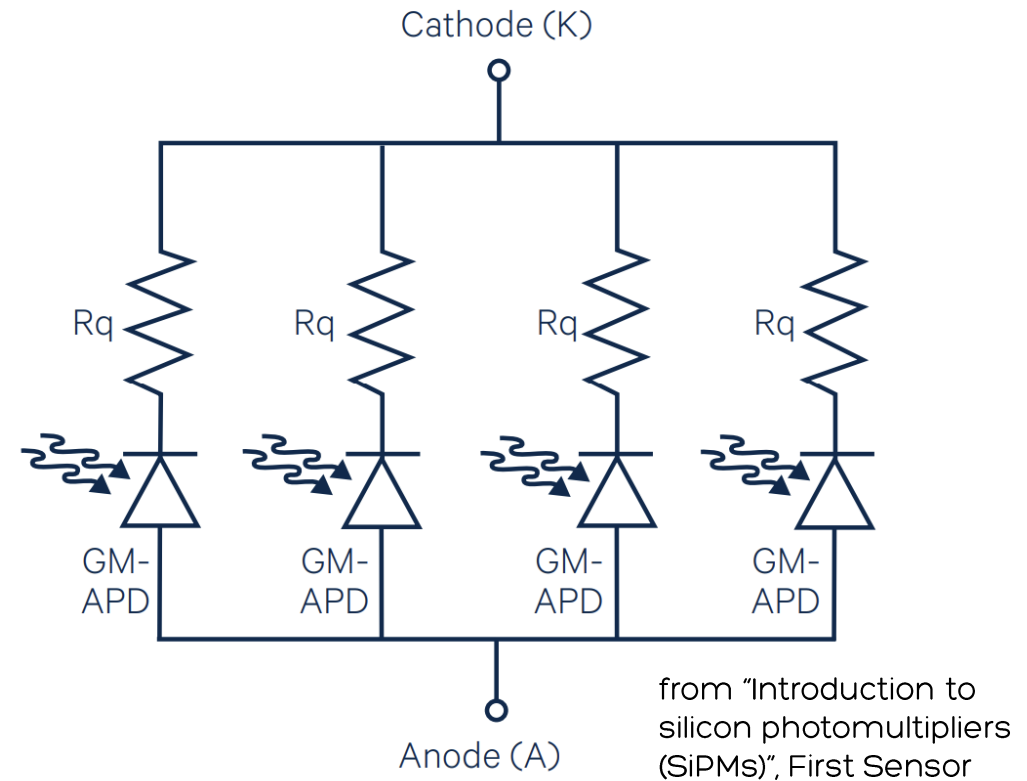 Cathode (K)
Rq Rq Rq Rq
GM- GM- GM- GM-
APD APD APD APD
Anode (A)
from “Introduction to
silicon photomultipliers
(SiPMs)”, First Sensor